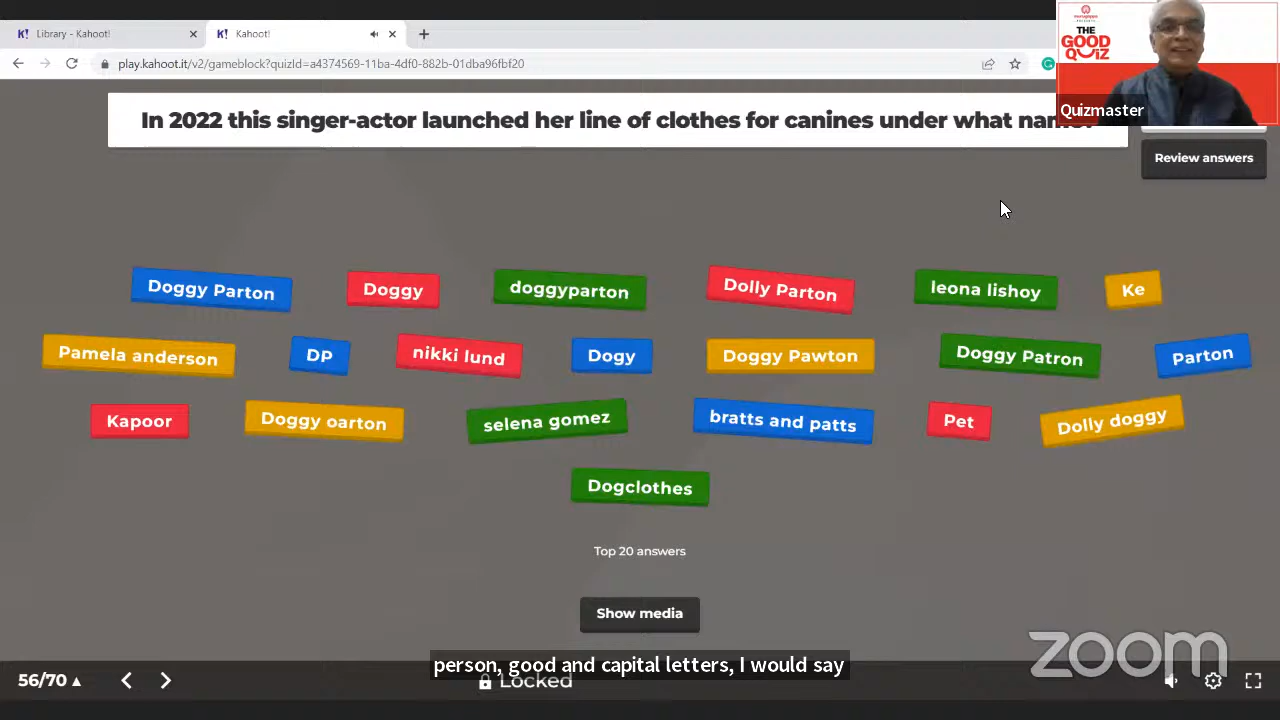 Library - Kahoot!
Kahoot!
play.kahoot.it/v2/gameblock?quizId=a4374569-11ba-4df0-882b-01dba96fbf20
THE
GOOD
QUIZ
Quizmaster
In 2022 this singer-actor launched her line of clothes for canines under what name?
Review answers
Doggy Parton Doggy doggyparton Dolly Parton leona lishoy Ke
Pamela anderson DP nikki lund Dogy Doggy Pawton Doggy Patron Parton
Kapoor Doggy oarton selena gomez bratts and patts Pet Dolly doggy
Dogclothes
Top 20 answers
Show media
person, good and capital letters, I would say
zoom
56/70
Locked